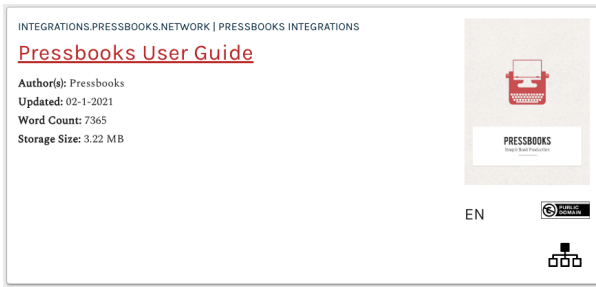 INTEGRATIONS.PRESSBOOKS.NETWORK | PRESSBOOKS INTEGRATIONS
Pressbooks User Guide
Author(s): Pressbooks
Updated: 02-1-2021
Word Count: 7365
Storage Size: 3.22 MB
PRESSBOOKS
Simple Book Production
EN
PUBLIC
DOMAIN